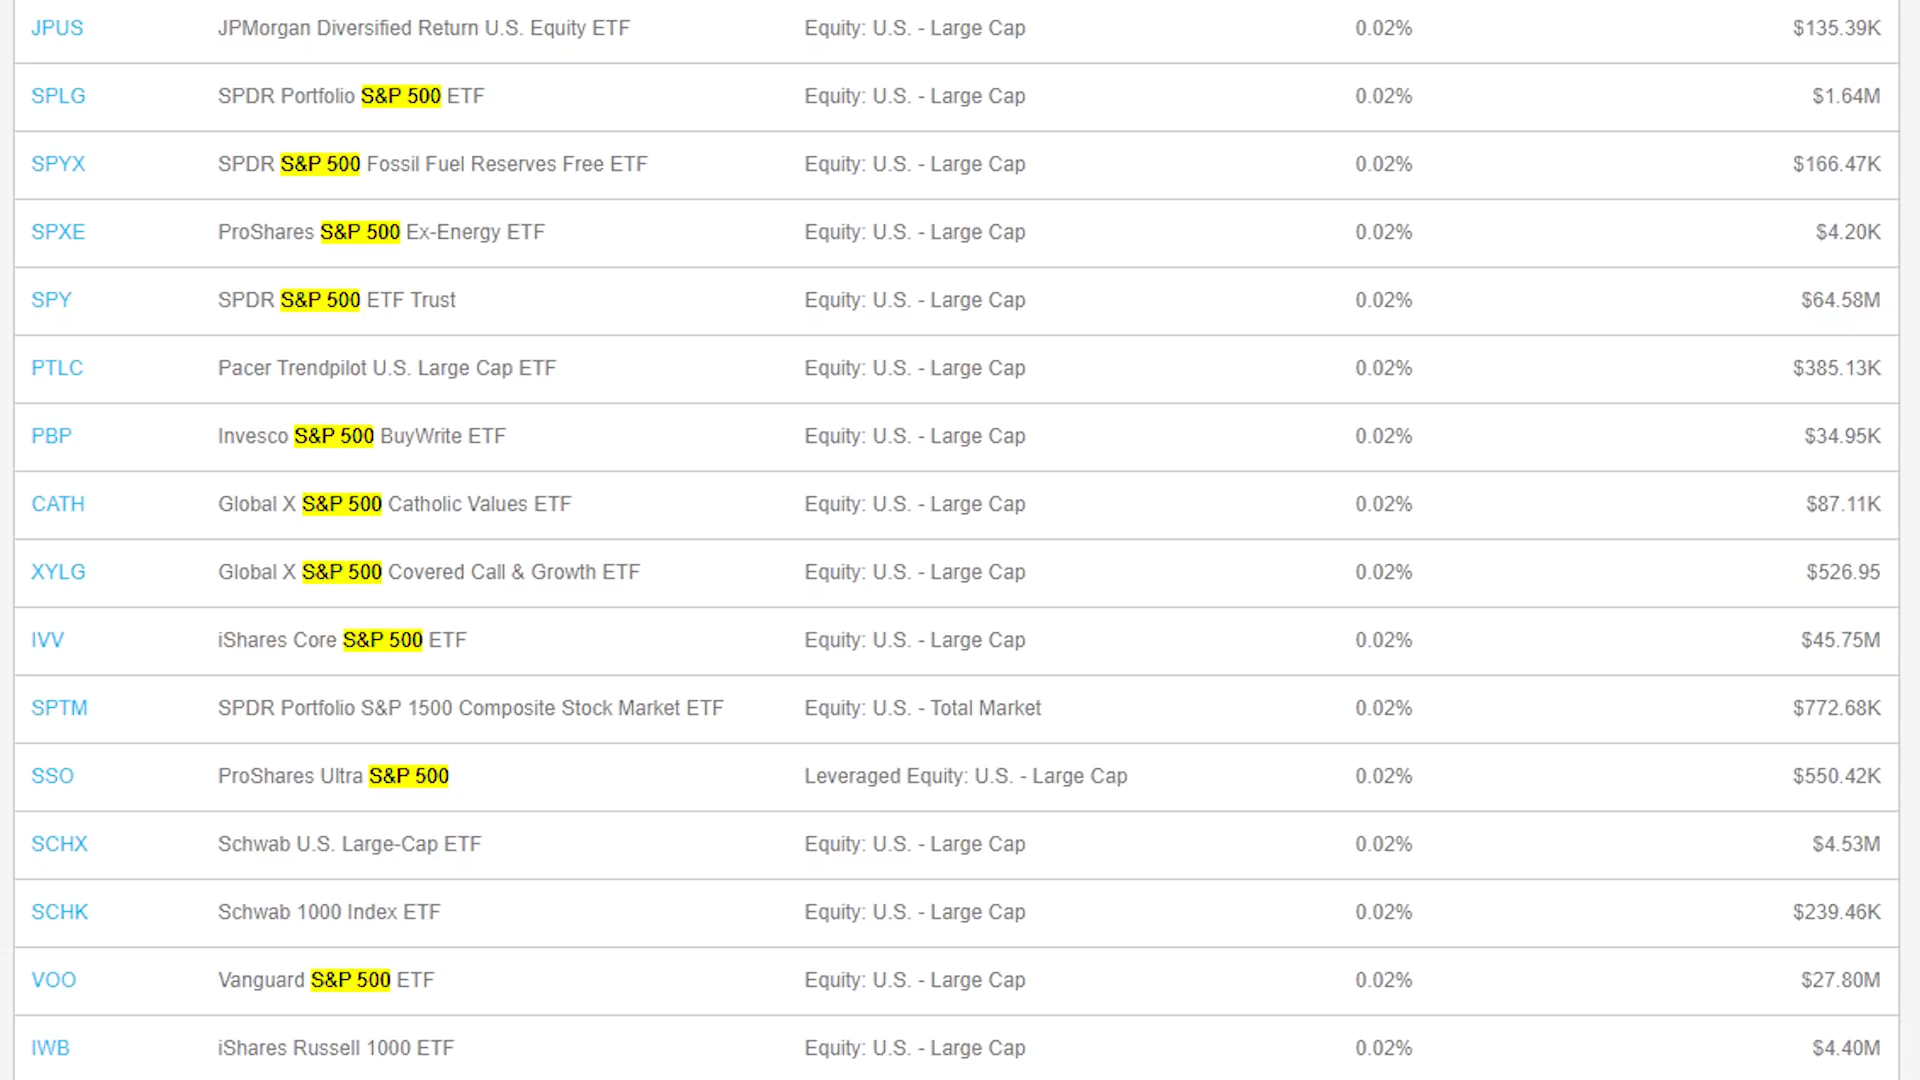 JPUS JPMorgan Diversified Return U.S. Equity ETF Equity: U.S. - Large Cap 0.02% $135.39K
SPLG SPDR Portfolio S&P 500 ETF Equity: U.S. - Large Cap 0.02% $1.64M
SPYX SPDR S&P 500 Fossil Fuel Reserves Free ETF Equity: U.S. - Large Cap 0.02% $166.47K
SPXE ProShares S&P 500 Ex-Energy ETF Equity: U.S. - Large Cap 0.02% $4.20K
SPY SPDR S&P 500 ETF Trust Equity: U.S. - Large Cap 0.02% $64.58M
PTLC Pacer Trendpilot U.S. Large Cap ETF Equity: U.S. - Large Cap 0.02% $385.13K
PBP Invesco S&P 500 BuyWrite ETF Equity: U.S. - Large Cap 0.02% $34.95K
CATH Global X S&P 500 Catholic Values ETF Equity: U.S. - Large Cap 0.02% $87.11K
XYLG Global X S&P 500 Covered Call & Growth ETF Equity: U.S. - Large Cap 0.02% $526.95
IVV iShares Core S&P 500 ETF Equity: U.S. - Large Cap 0.02% $45.75M
SPTM SPDR Portfolio S&P 1500 Composite Stock Market ETF Equity: U.S. - Total Market 0.02% $772.68K
SSO ProShares Ultra S&P 500 Leveraged Equity: U.S. - Large Cap 0.02% $550.42K
SCHX Schwab U.S. Large-Cap ETF Equity: U.S. - Large Cap 0.02% $4.53M
SCHK Schwab 1000 Index ETF Equity: U.S. - Large Cap 0.02% $239.46K
VOO Vanguard S&P 500 ETF Equity: U.S. - Large Cap 0.02% $27.80M
IWB iShares Russell 1000 ETF Equity: U.S. - Large Cap 0.02% $4.40M